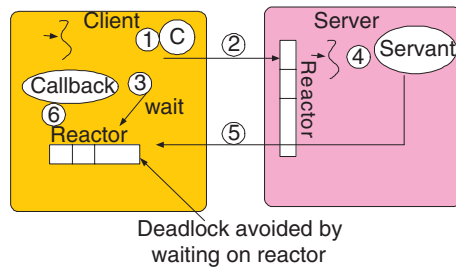 Client
Server
1
C
2
4
Servant
Callback
3
wait
Reactor
6
Reactor
5
Deadlock avoided by
waiting on reactor